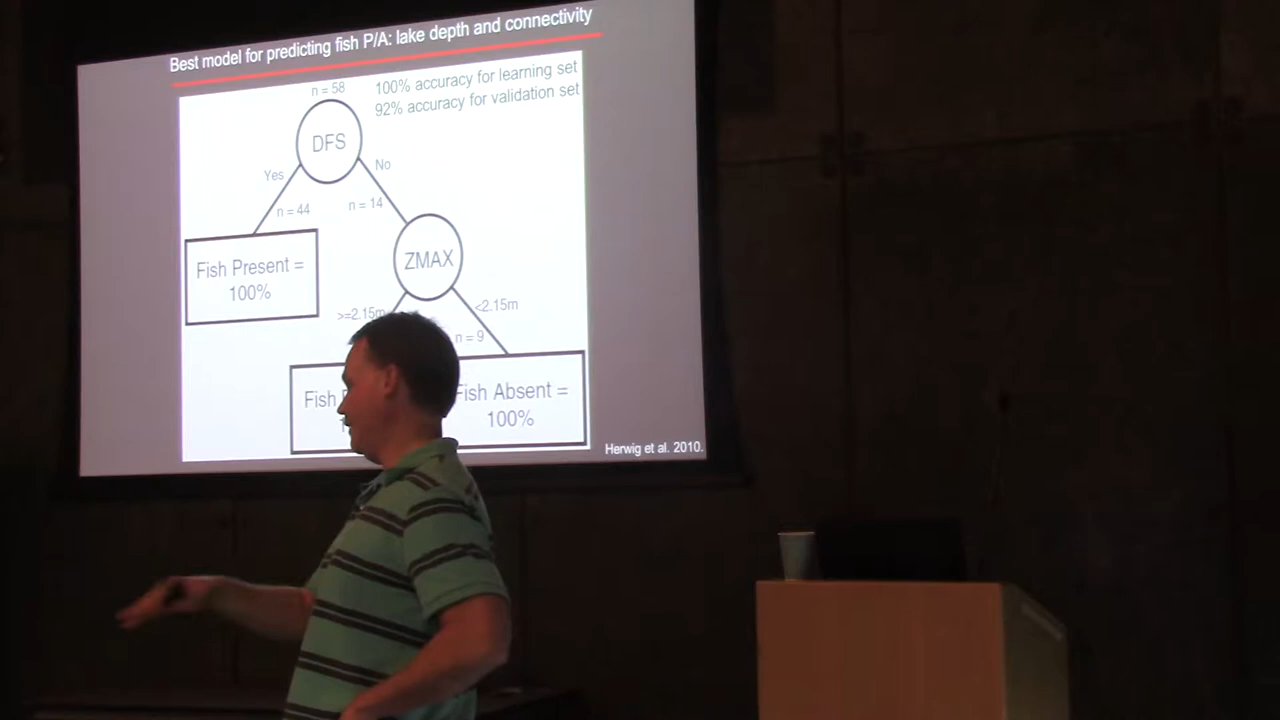 Best model for predicting fish P/A: lake depth and connectivity
n = 58
100% accuracy for learning set
92% accuracy for validation set
DFS
Yes
No
n = 44
n = 14
Fish Present =
100%
ZMAX
>=2.15m
<2.15m
n = 9
Fish
Fish Absent =
100%
Herwig et al. 2010.